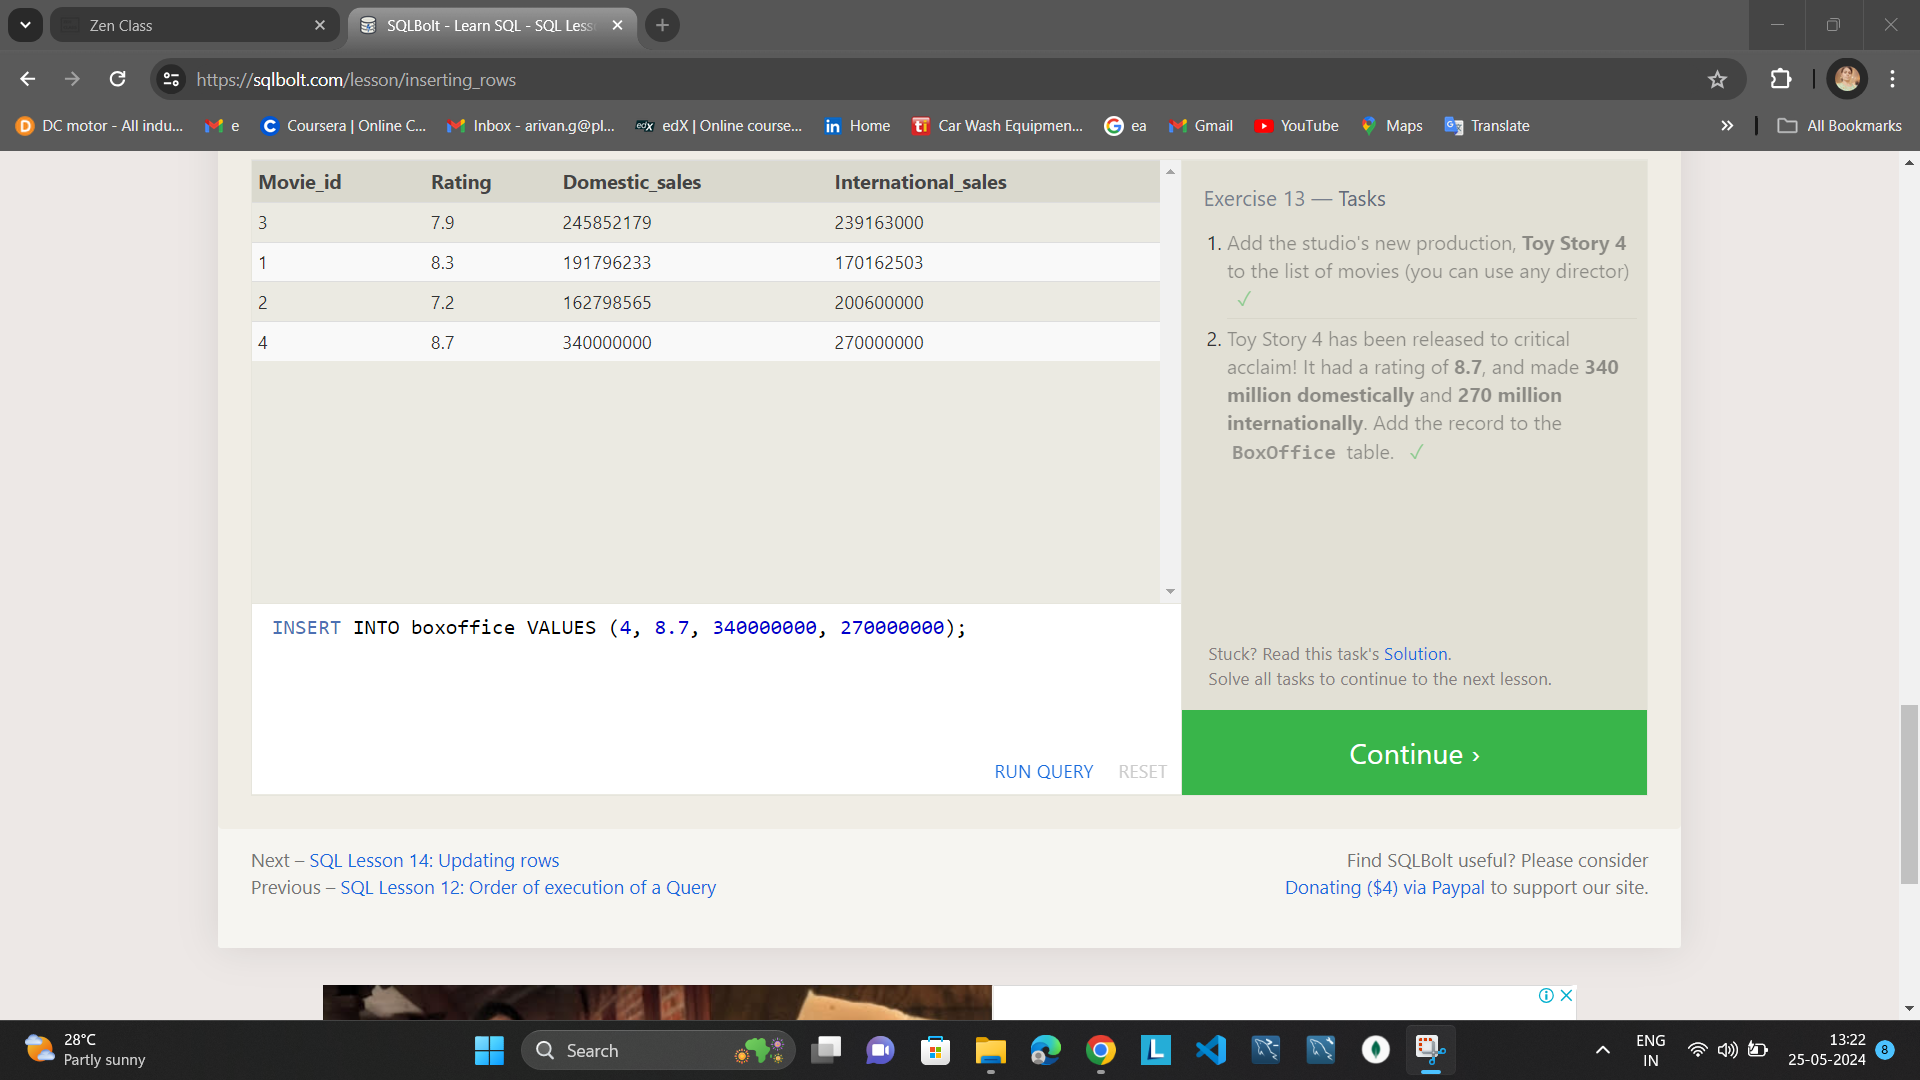 Zen Class
SQLBolt - Learn SQL - SQL Less
https://sqlbolt.com/lesson/inserting_rows
DC motor - All indu...
e
Coursera | Online C...
Inbox - arivan.g@pl...
edX | Online course...
Home
Car Wash Equipmen...
ea
Gmail
YouTube
Maps
Translate
All Bookmarks
Movie_id Rating Domestic_sales International_sales
3 7.9 245852179 239163000
1 8.3 191796233 170162503
2 7.2 162798565 200600000
4 8.7 340000000 270000000
INSERT INTO boxoffice VALUES (4, 8.7, 340000000, 270000000);
RUN QUERY RESET
Exercise 13 — Tasks
1. Add the studio's new production, Toy Story 4
to the list of movies (you can use any director)
✓
2. Toy Story 4 has been released to critical
acclaim! It had a rating of 8.7, and made 340
million domestically and 270 million
internationally. Add the record to the
BoxOffice table. ✓
Stuck? Read this task's Solution.
Solve all tasks to continue to the next lesson.
Continue ›
Next – SQL Lesson 14: Updating rows
Previous – SQL Lesson 12: Order of execution of a Query
Find SQLBolt useful? Please consider
Donating ($4) via Paypal to support our site.
28°C
Partly sunny
Search
ENG
IN
13:22
25-05-2024
8